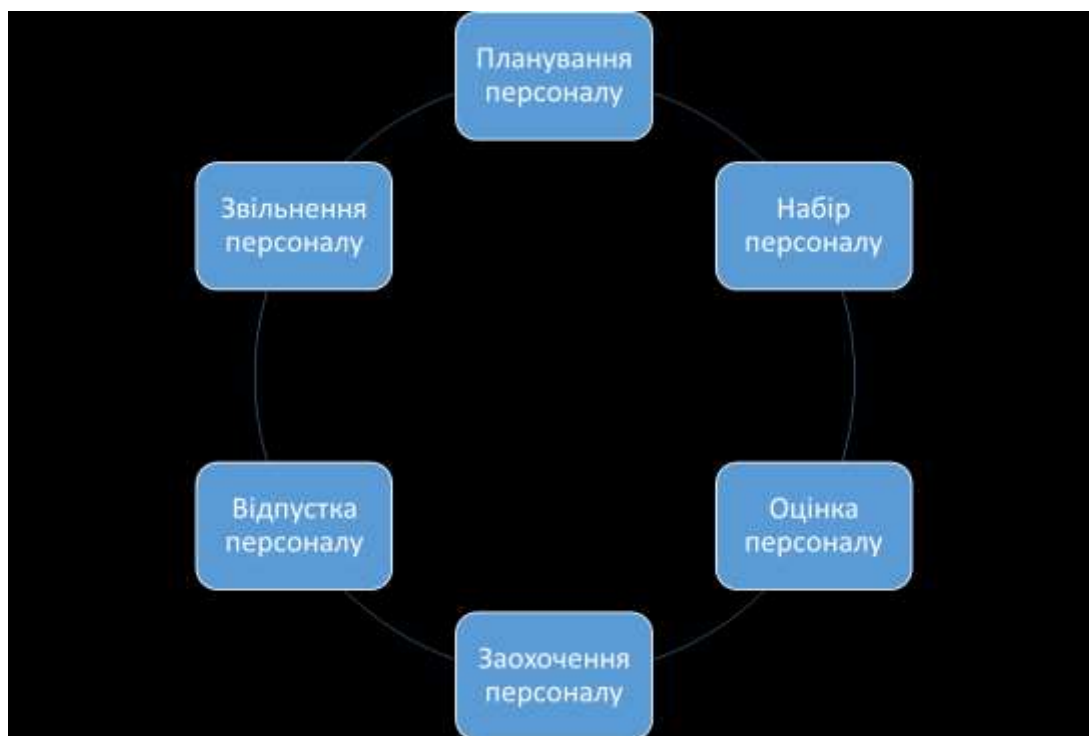 Планування
персоналу
Набір
персоналу
Оцінка
персоналу
Заохочення
персоналу
Відпустка
персоналу
Звільнення
персоналу